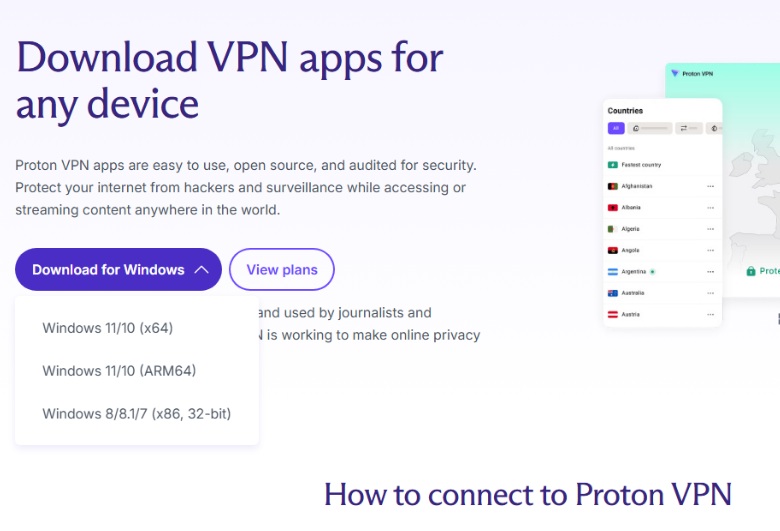 Download VPN apps for
any device
Proton VPN apps are easy to use, open source, and audited for security.
Protect your internet from hackers and surveillance while accessing or
streaming content anywhere in the world.
Download for Windows
View plans
and used by journalists and
N is working to make online privacy
Windows 11/10 (x64)
Windows 11/10 (ARM64)
Windows 8/8.1/7 (x86, 32-bit)
Proton VPN
Countries
All
All countries
Fastest country
Afghanistan
Albania
Algeria
Angola
Argentina
Australia
Austria
Prote
How to connect to Proton VPN